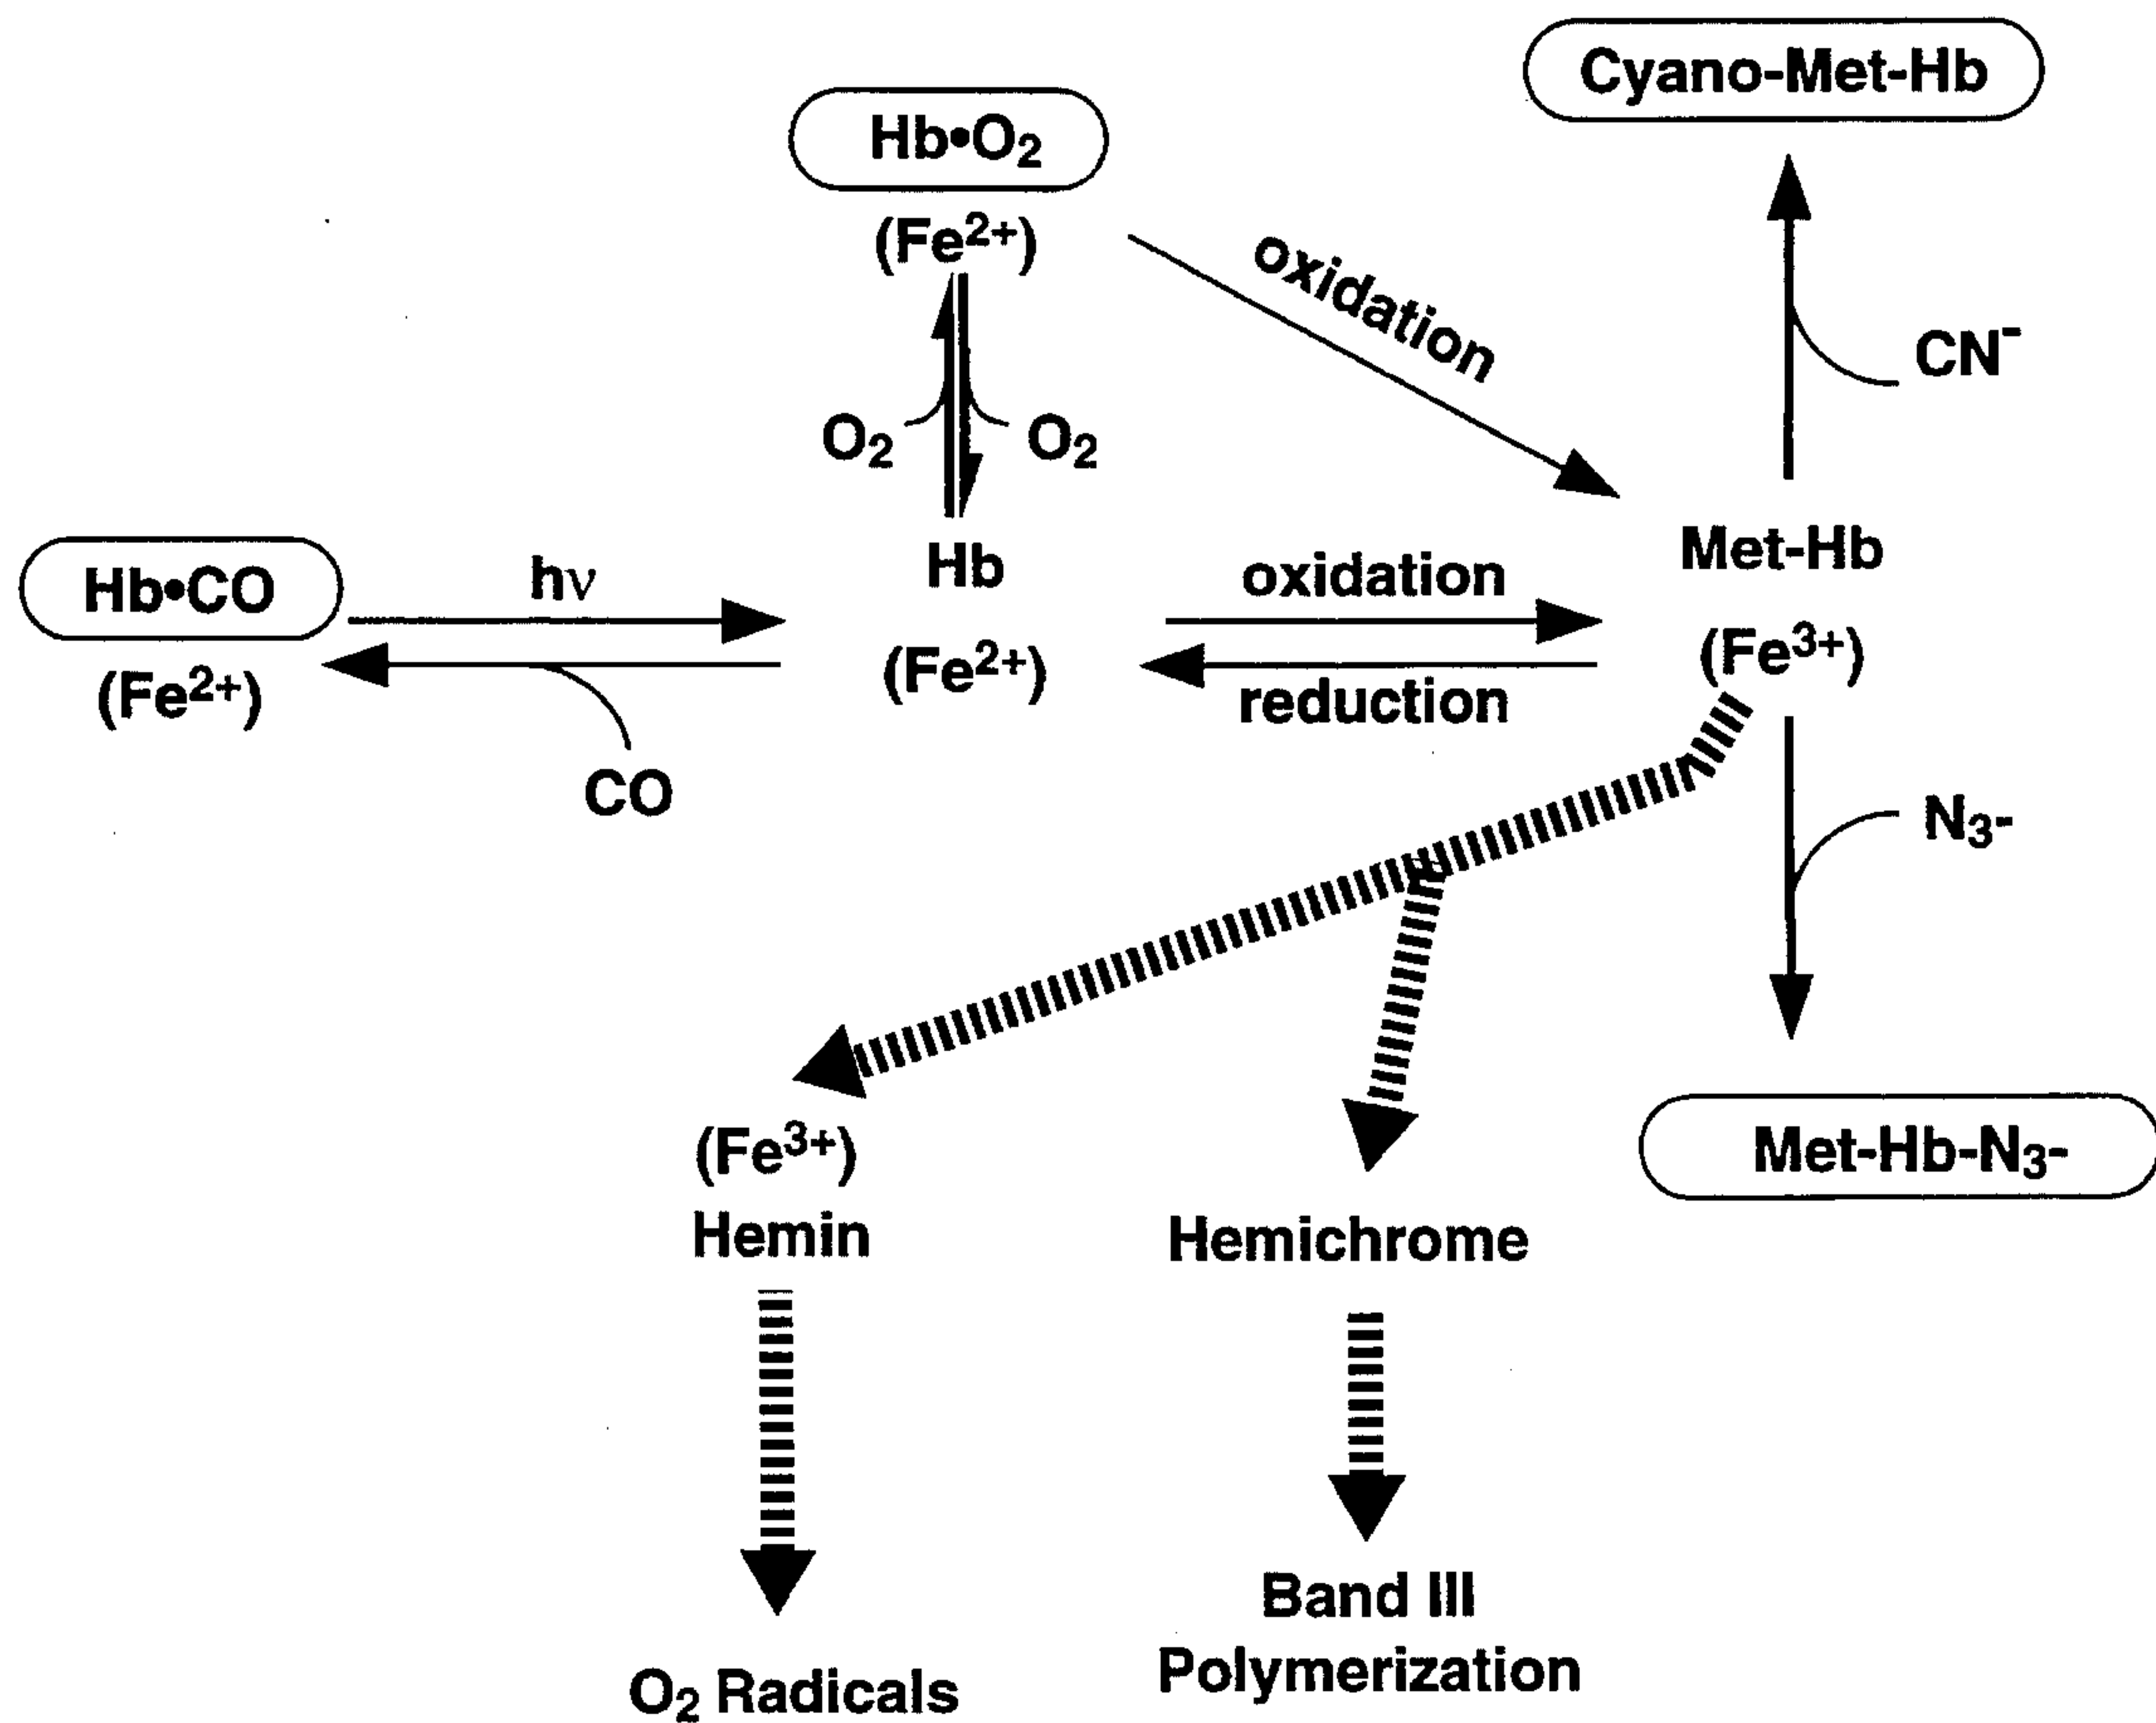 Cyano-Met-Hb
Hb•O₂
(Fe²⁺)
oxidation
CN⁻
O₂
O₂
Hb•CO
(Fe²⁺)
hν
CO
Hb
(Fe²⁺)
oxidation
reduction
Met-Hb
(Fe³⁺)
N₃-
(Fe³⁺)
Hemin
Hemichrome
Met-Hb-N₃-
O₂ Radicals
Band III
Polymerization